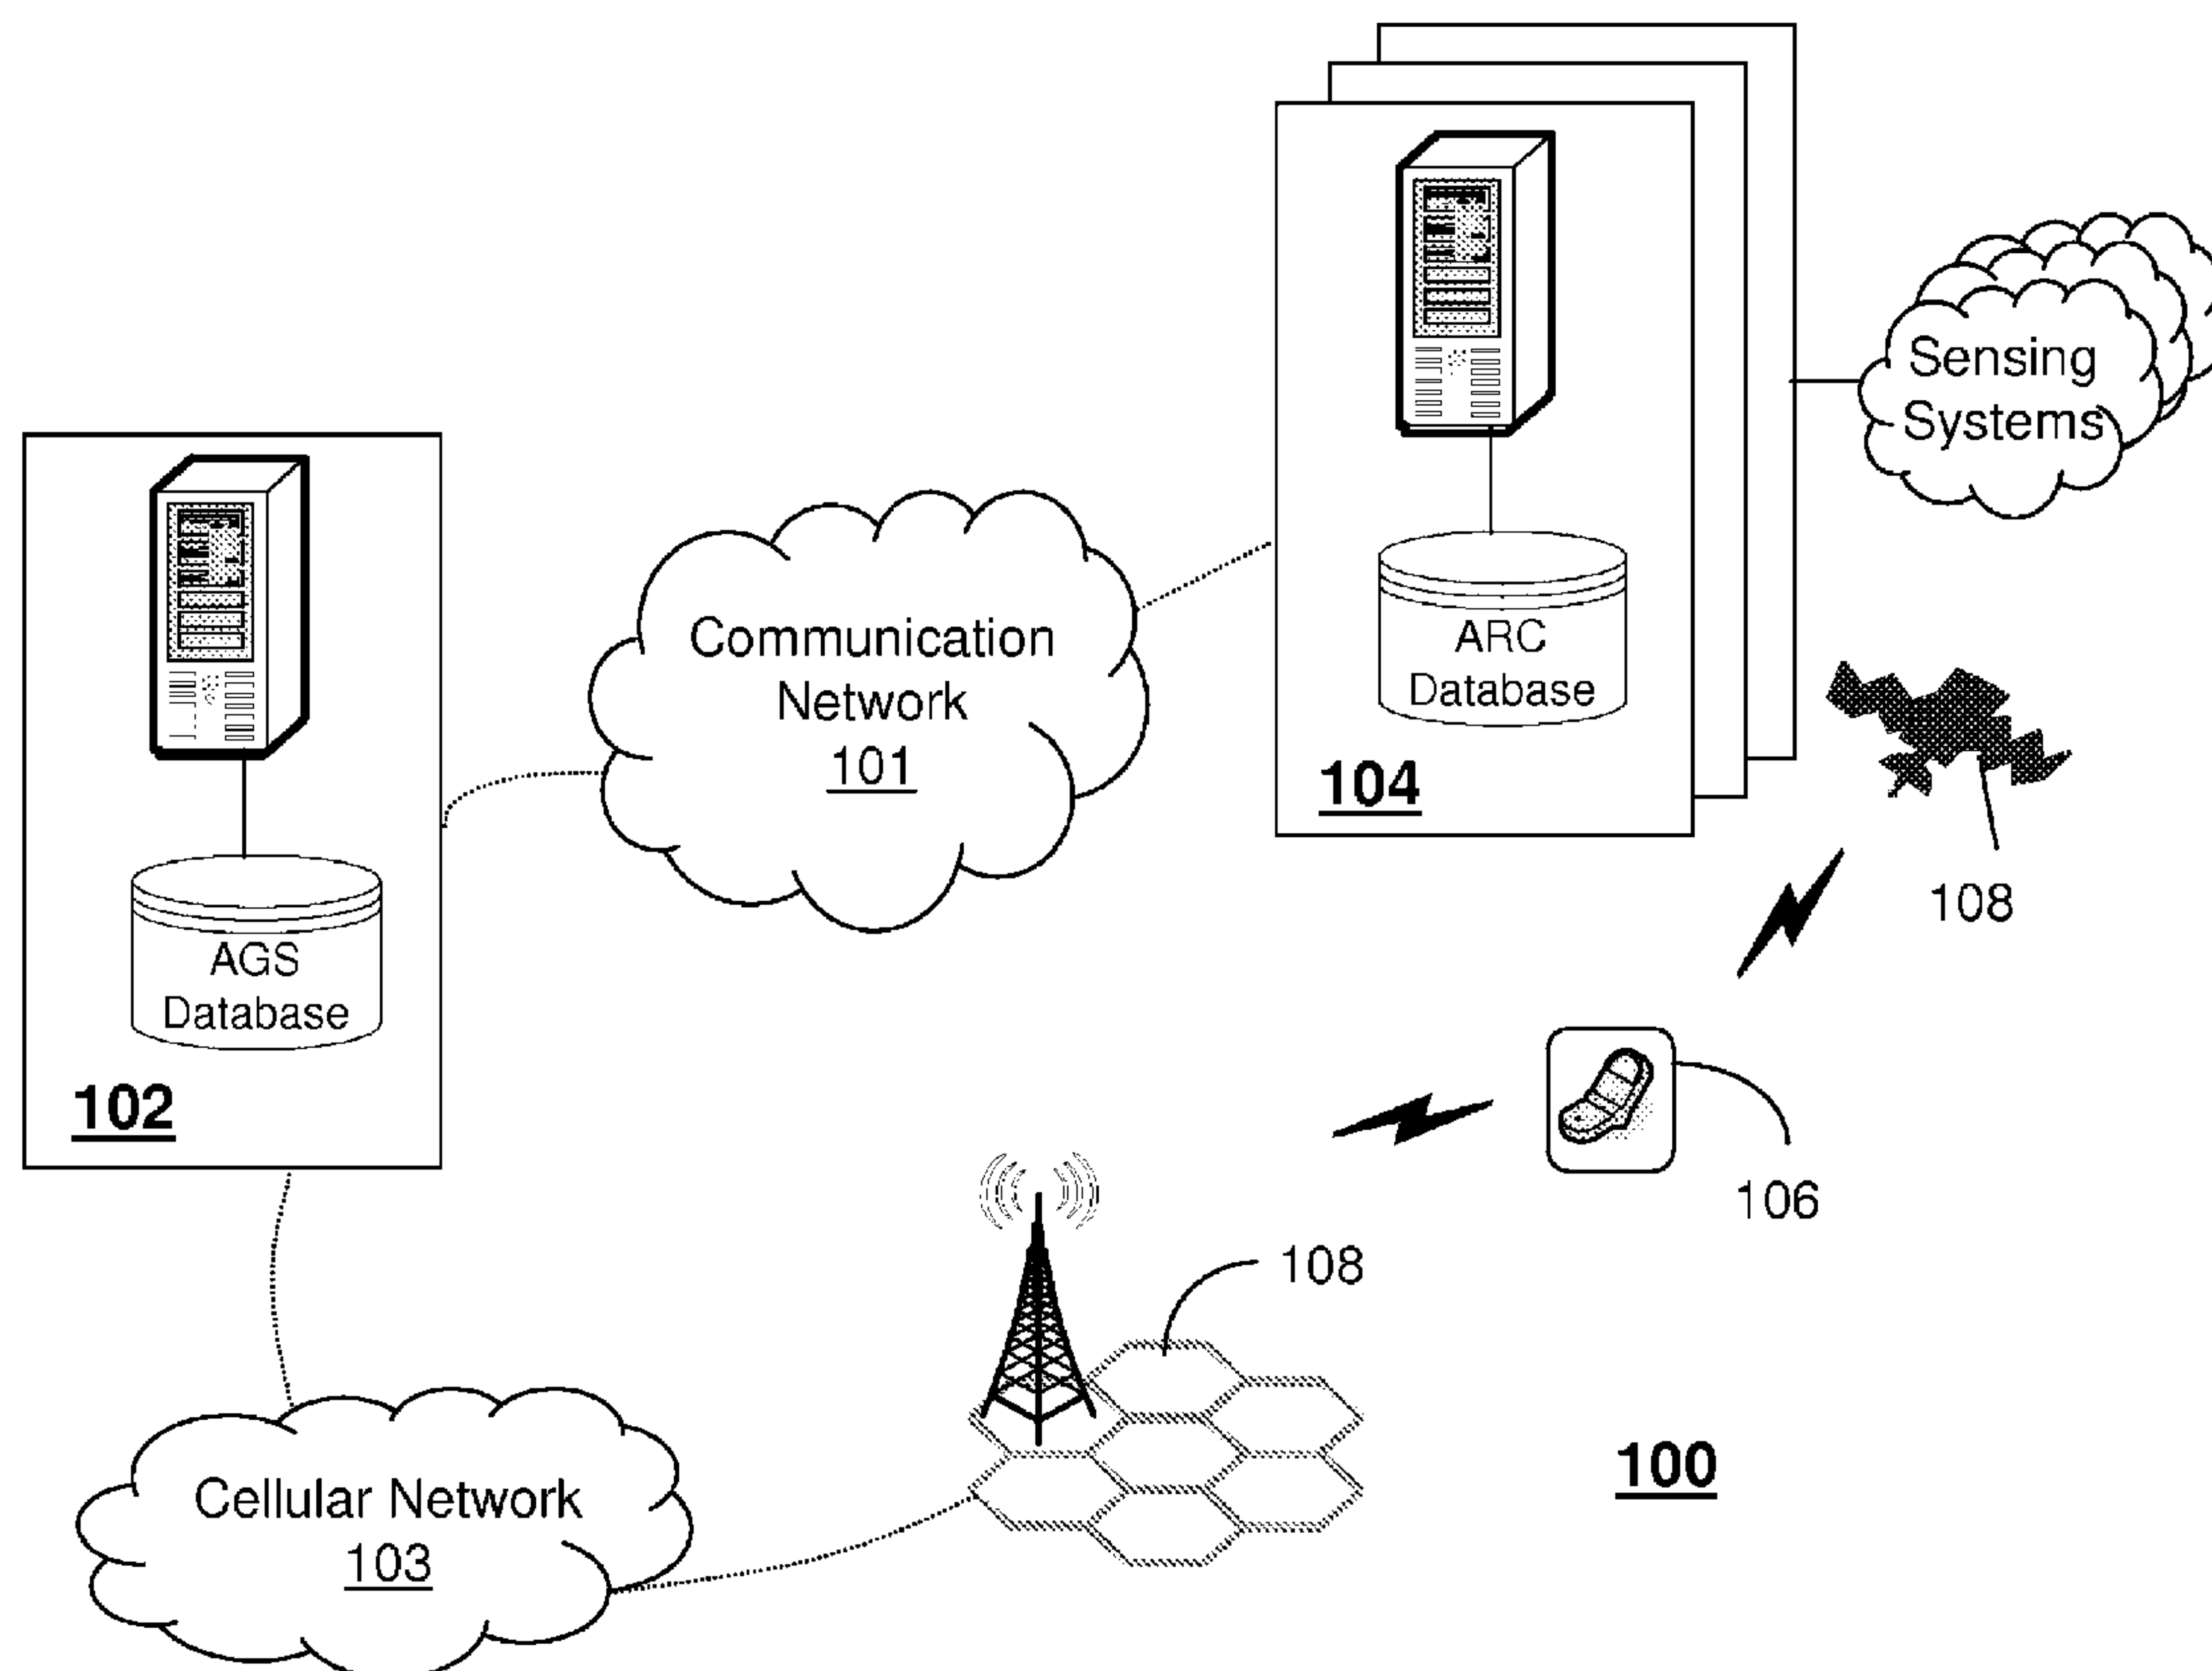 Sensing
Systems
Communication
Network
101
ARC
Database
104
108
AGS
Database
102
106
108
100
Cellular Network
103